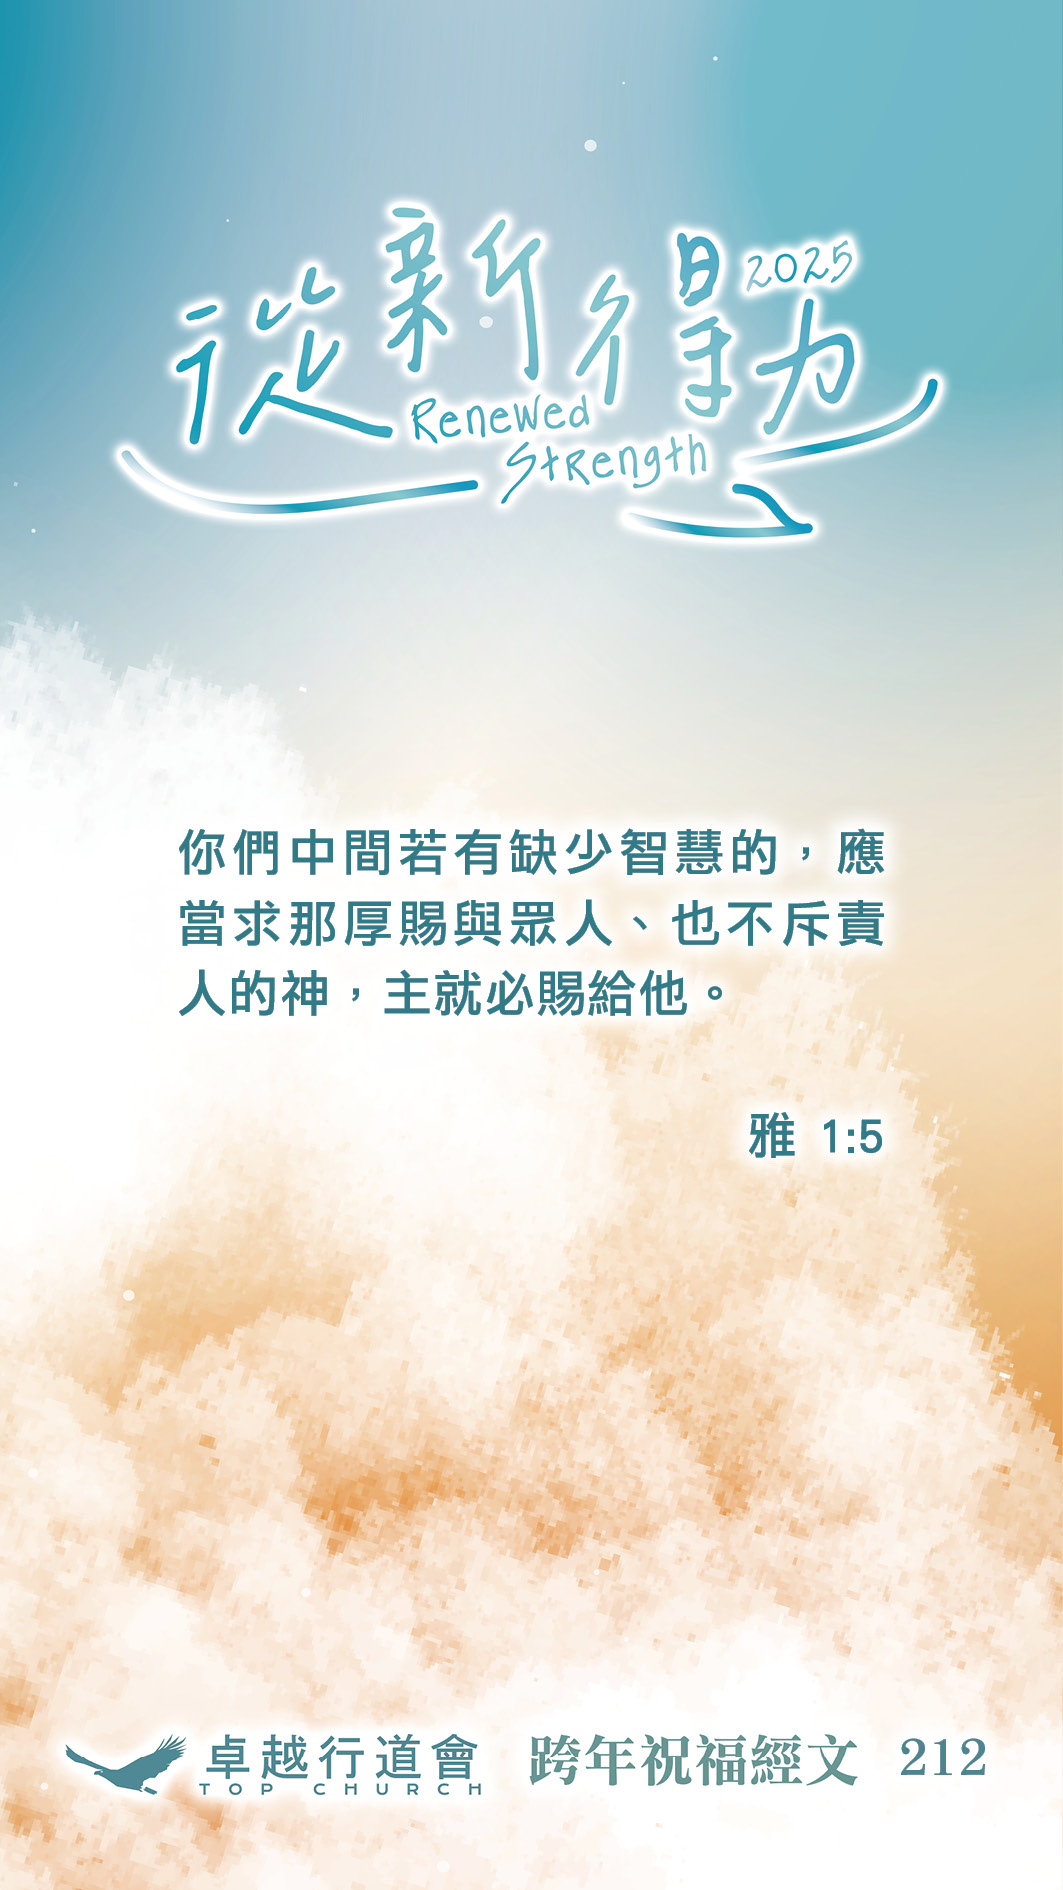 從新得力 2025
Renewed
Strength
你們中間若有缺少智慧的，應
當求那厚賜與眾人、也不斥責
人的神，主就必賜給他。
雅 1:5
卓越行道會 跨年祝福經文 212
TOP CHURCH